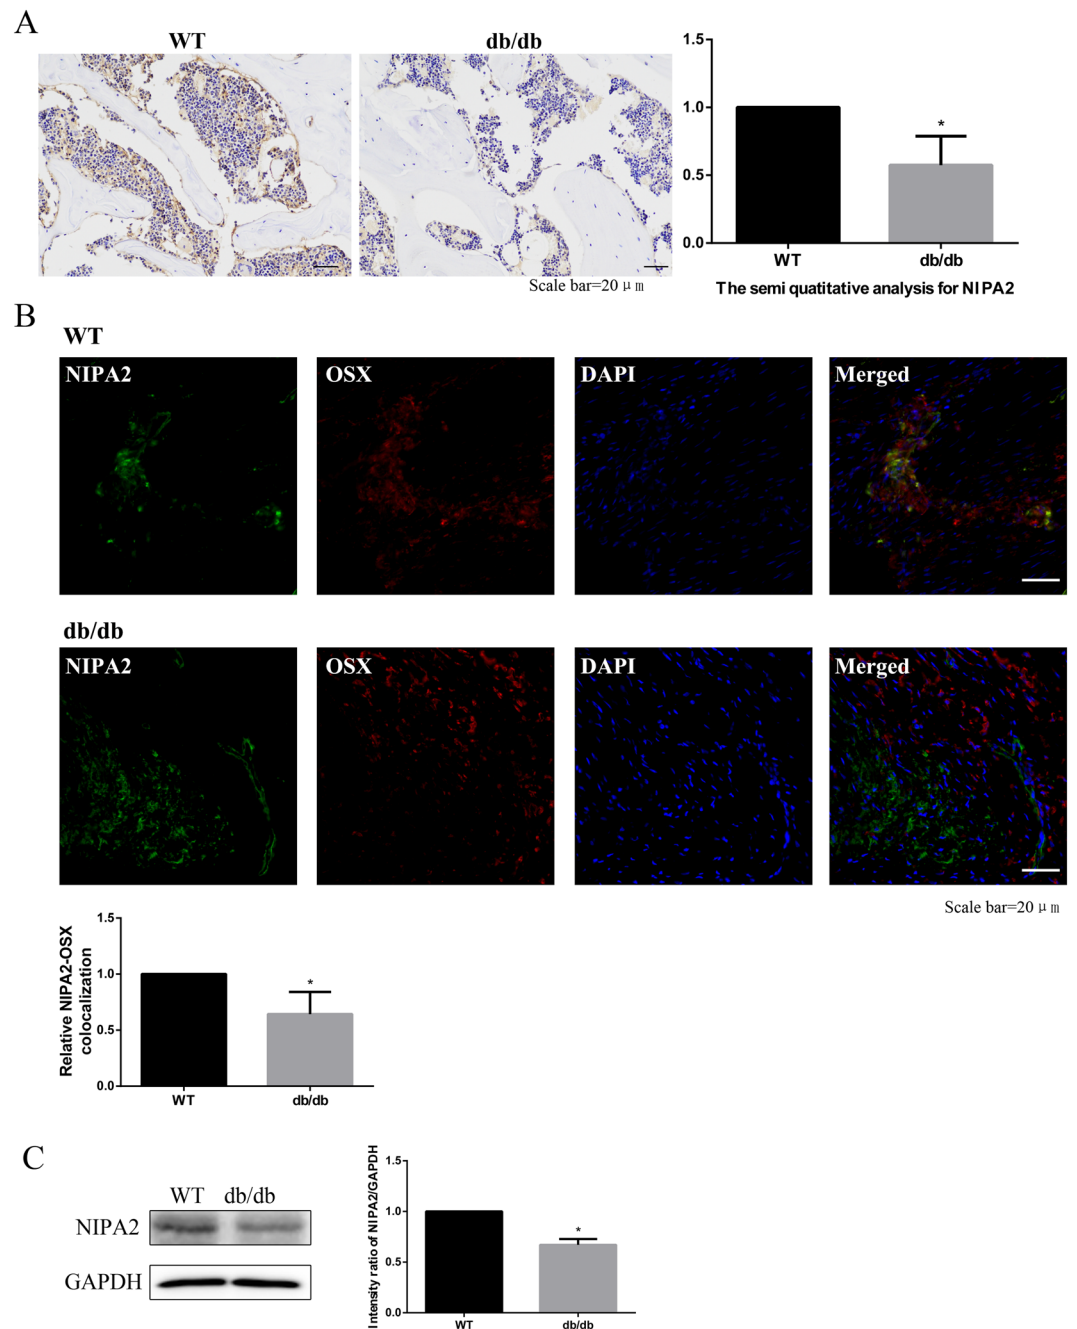 A
WT
db/db
Scale bar=20 μm
1.5
1.0
0.5
0.0
*
WT
db/db
The semi quatitative analysis for NIPA2
B
WT
NIPA2
OSX
DAPI
Merged
db/db
NIPA2
OSX
DAPI
Merged
Scale bar=20 μm
Relative NIPA2-OSX
colocalization
1.5
1.0
0.5
0.0
*
WT
db/db
C
WT db/db
NIPA2
GAPDH
Intensity ratio of NIPA2/GAPDH
1.5
1.0
0.5
0.0
*
WT
db/db